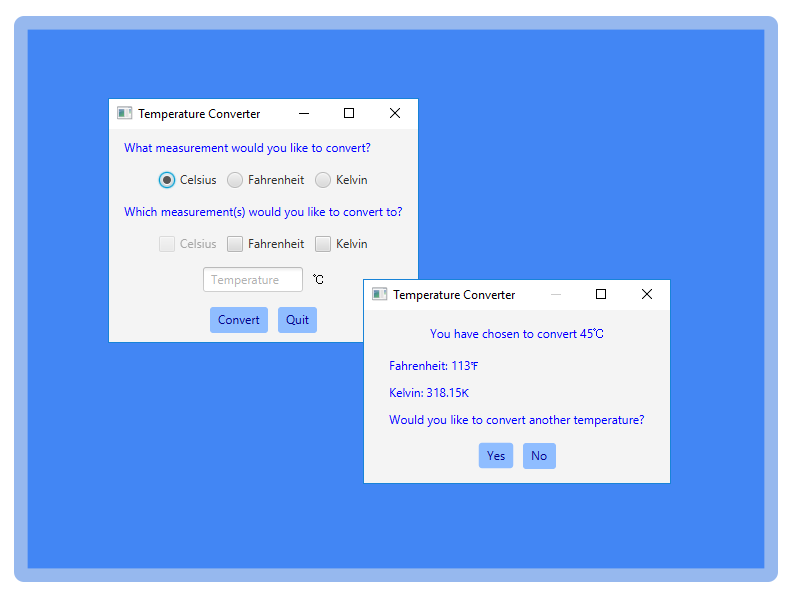 Temperature Converter
What measurement would you like to convert?
Celsius Fahrenheit Kelvin
Which measurement(s) would you like to convert to?
Celsius Fahrenheit Kelvin
Temperature ℃
Convert Quit
Temperature Converter
You have chosen to convert 45℃
Fahrenheit: 113℉
Kelvin: 318.15K
Would you like to convert another temperature?
Yes No